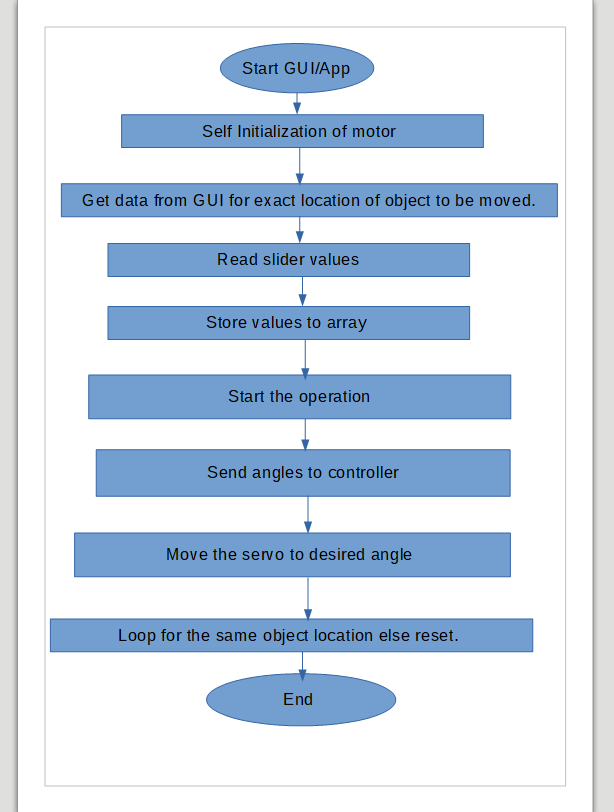 Start GUI/App
Self Initialization of motor
Get data from GUI for exact location of object to be moved.
Read slider values
Store values to array
Start the operation
Send angles to controller
Move the servo to desired angle
Loop for the same object location else reset.
End